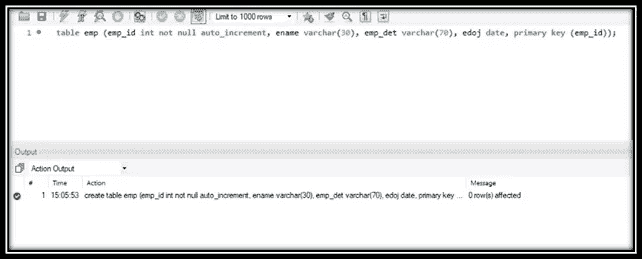 Limit to 1000 rows
1 table emp (emp_id int not null auto_increment, ename varchar(30), emp_det varchar(70), edoj date, primary key (emp_id));
Output
Action Output
# Time Action Message
1 15:05:53 create table emp (emp_id int not null auto_increment, ename varchar(30), emp_det varchar(70), edoj date, primary key ... 0 row(s) affected